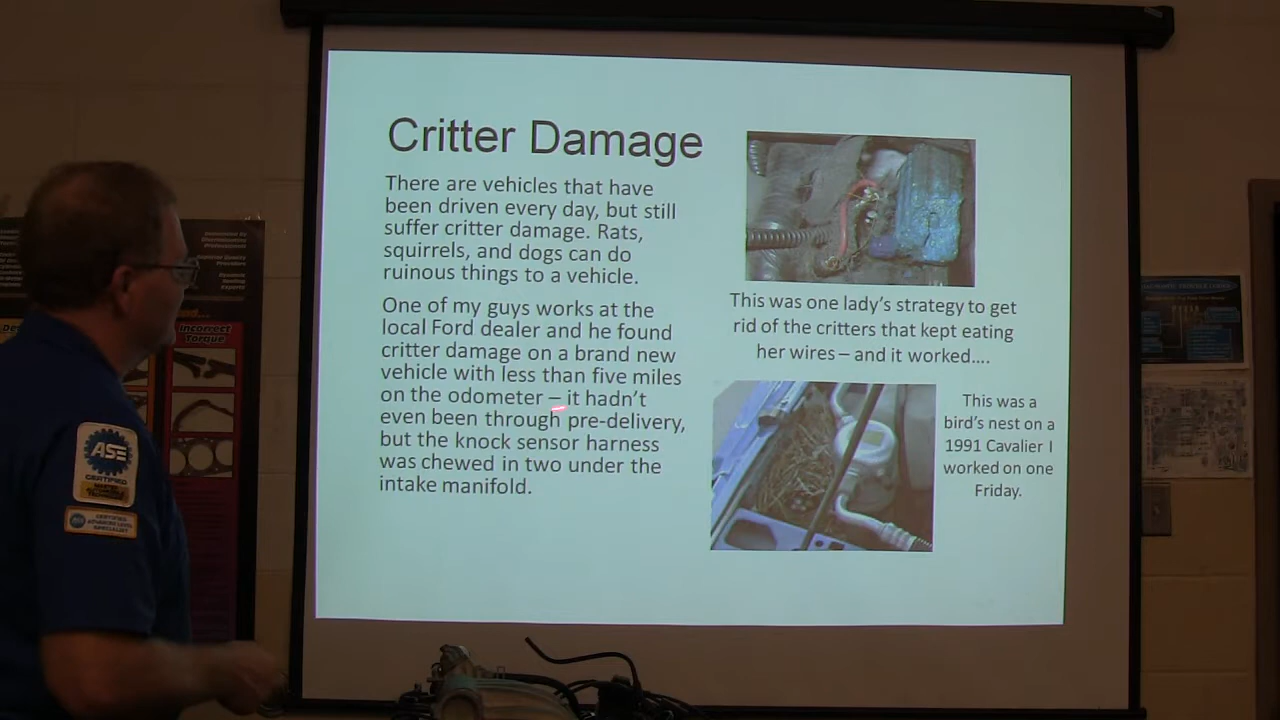 Critter Damage
There are vehicles that have
been driven every day, but still
suffer critter damage. Rats,
squirrels, and dogs can do
ruinous things to a vehicle.
One of my guys works at the
local Ford dealer and he found
critter damage on a brand new
vehicle with less than five miles
on the odometer – it hadn't
even been through pre-delivery,
but the knock sensor harness
was chewed in two under the
intake manifold.
This was one lady's strategy to get
rid of the critters that kept eating
her wires – and it worked....
This was a
bird's nest on a
1991 Cavalier I
worked on one
Friday.
Incorrect
Torque
ASE
CERTIFIED
CERTIFIED
ADVANCED LEVEL
SPECIALIST